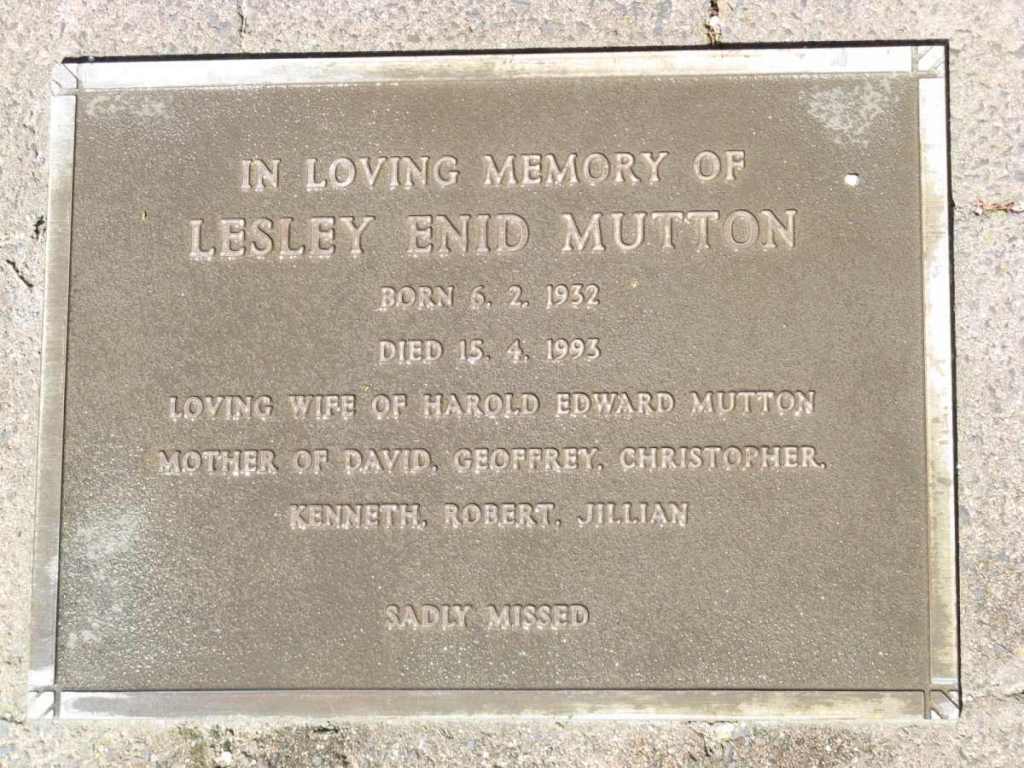 IN LOVING MEMORY OF
LESLEY ENID MUTTON
BORN 6. 2. 1932
DIED 15. 4. 1993
LOVING WIFE OF HAROLD EDWARD MUTTON
MOTHER OF DAVID, GEOFFREY, CHRISTOPHER,
KENNETH, ROBERT, JILLIAN
SADLY MISSED